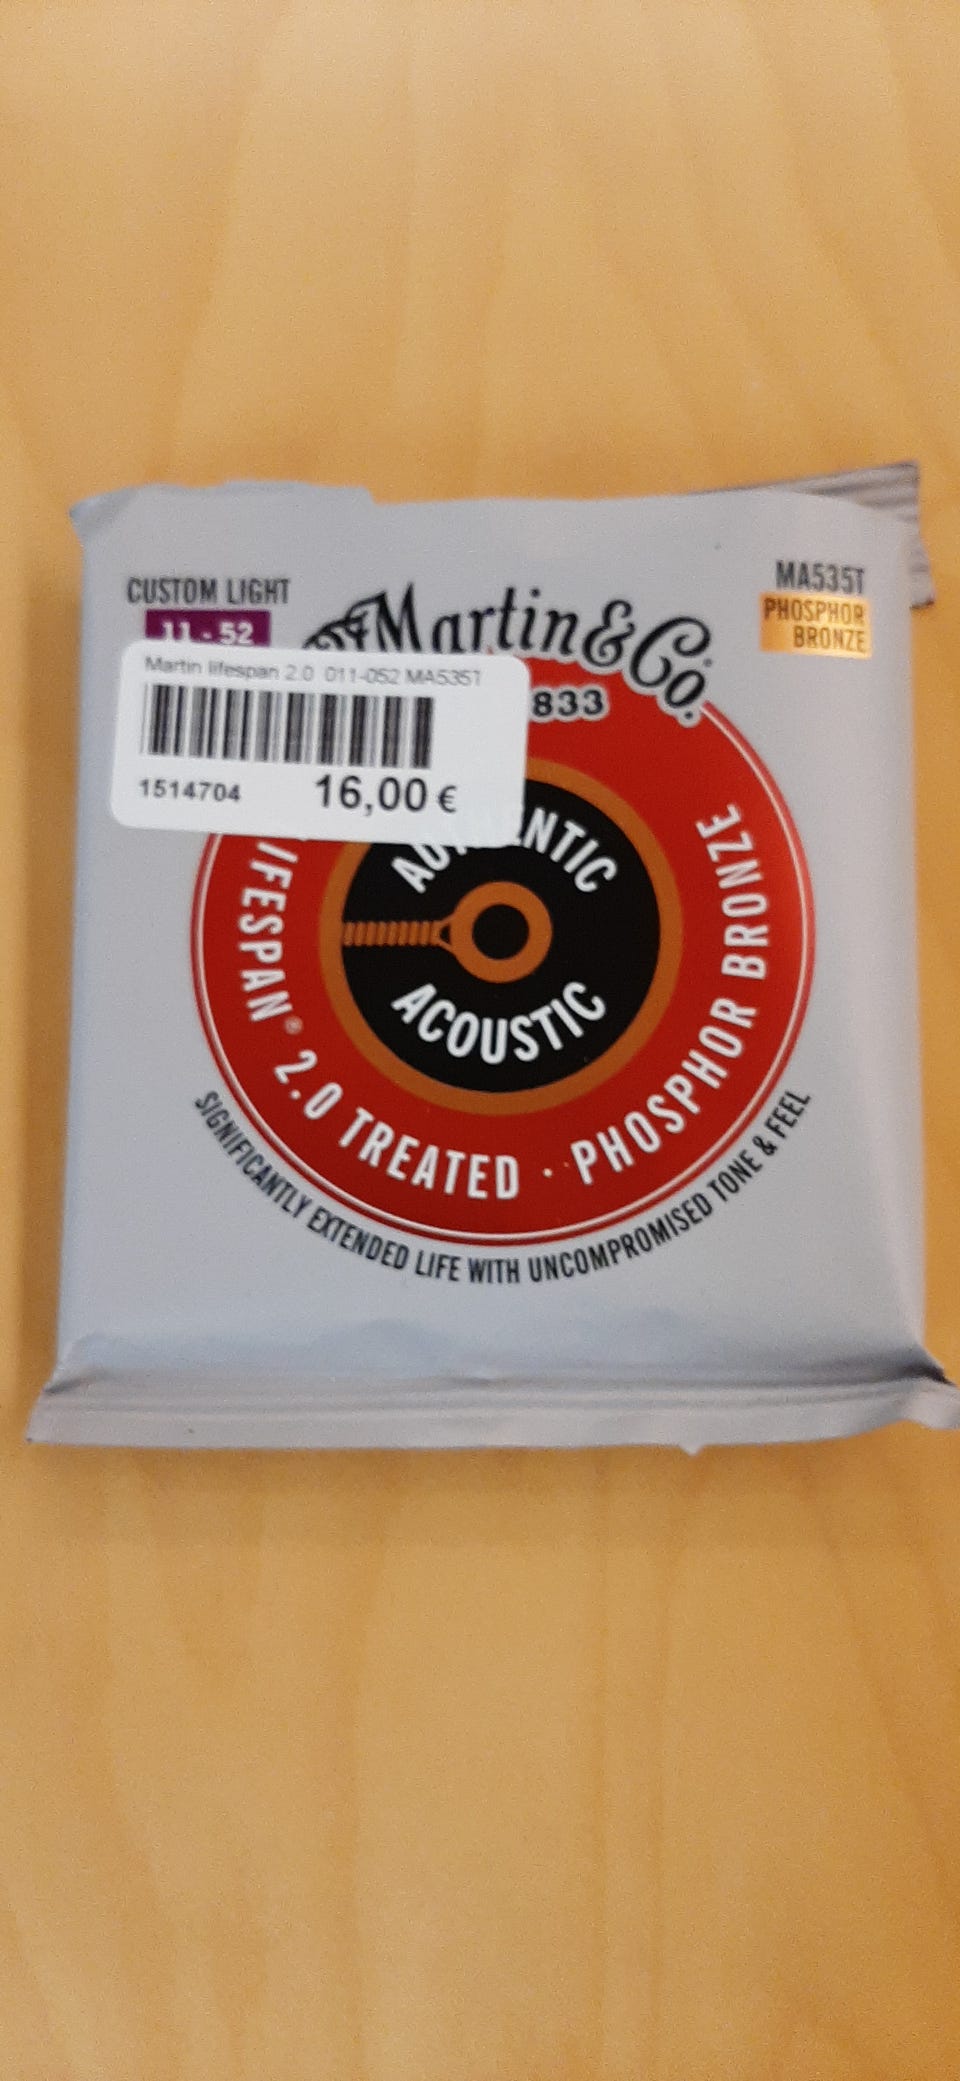 CUSTOM LIGHT
11 - 52
Martin & Co.
833
MA535T
PHOSPHOR
BRONZE
Martin lifespan 2.0 011-052 MA535T
1514704 16,00 €
AUTHENTIC
ACOUSTIC
LIFESPAN® 2.0 TREATED · PHOSPHOR BRONZE
SIGNIFICANTLY EXTENDED LIFE WITH UNCOMPROMISED TONE & FEEL